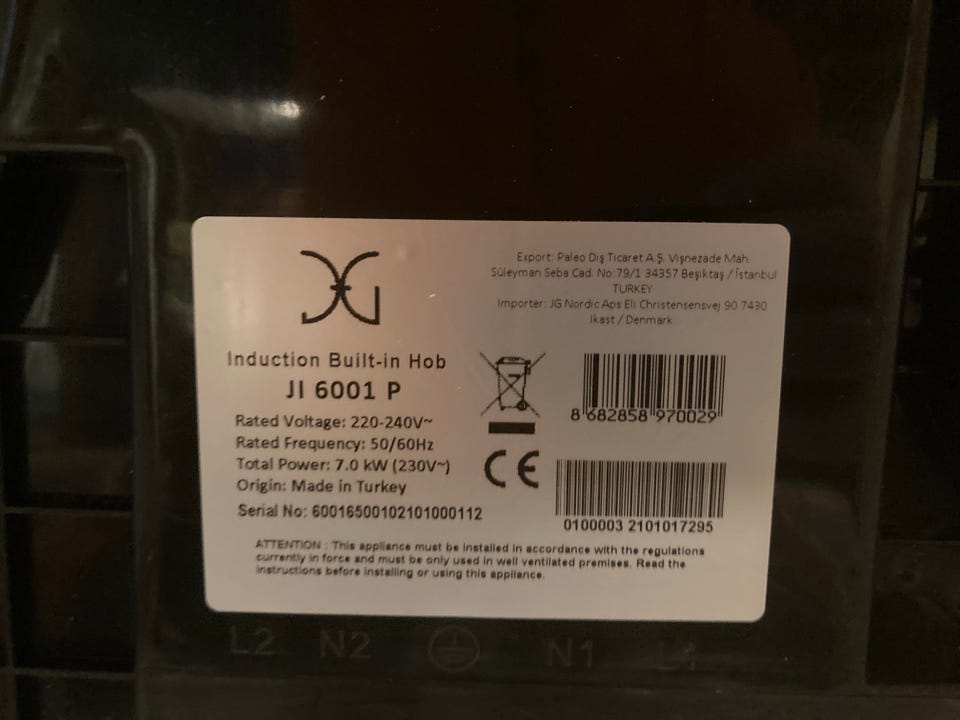 JG
Export: Paleo Dış Ticaret A.Ş. Vişnezade Mah.
Süleyman Seba Cad. No:79/1 34357 Beşiktaş / İstanbul
TURKEY
Importer: JG Nordic Aps Eli Christensensvej 90 7430
Ikast / Denmark
Induction Built-in Hob
JI 6001 P
Rated Voltage: 220-240V~
Rated Frequency: 50/60Hz
Total Power: 7.0 kW (230V~)
Origin: Made in Turkey
Serial No: 60016500102101000112
CE
8 682858 970029
0100003 2101017295
ATTENTION : This appliance must be installed in accordance with the regulations
currently in force and must be only used in well ventilated premises. Read the
instructions before installing or using this appliance.
L2 N2 N1 L1